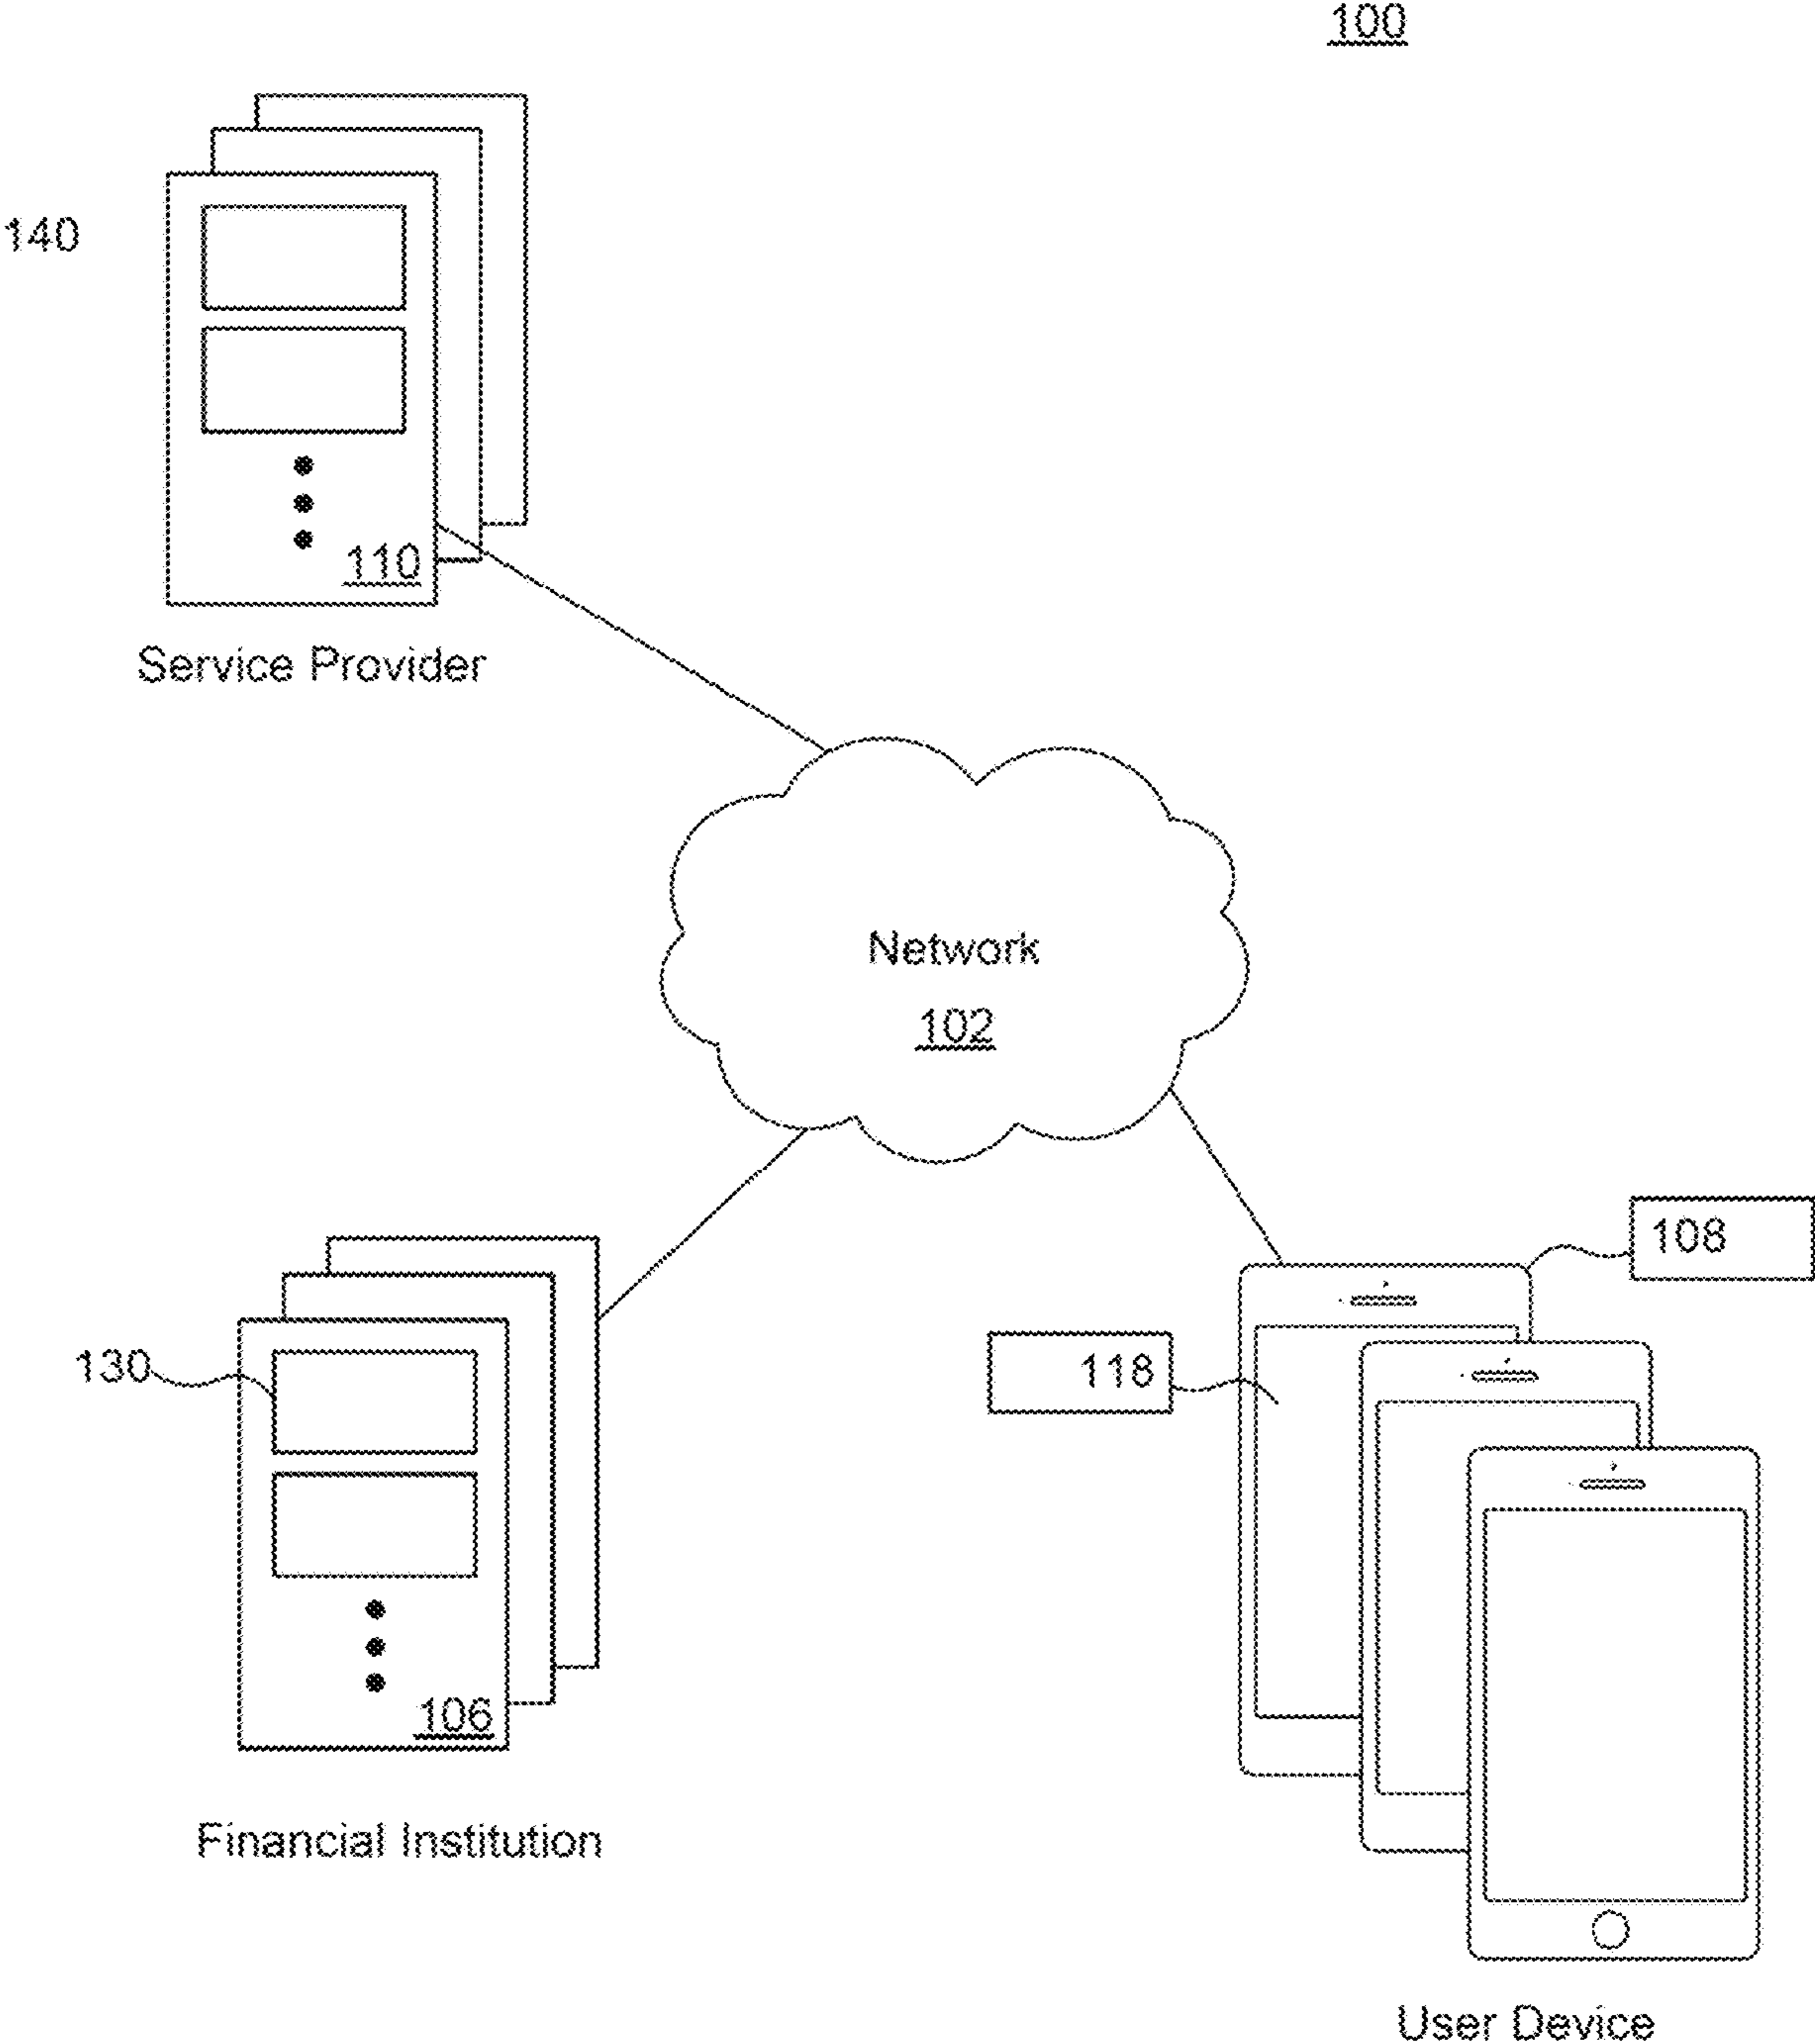 100
140
110
Service Provider
Network
102
108
118
130
106
Financial Institution
User Device